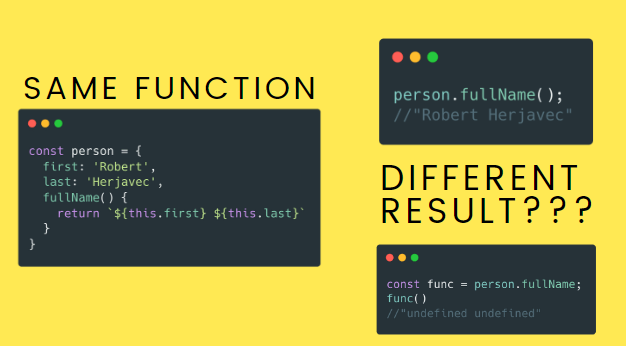 SAME FUNCTION
const person = {
  first: 'Robert',
  last: 'Herjavec',
  fullName() {
    return `${this.first} ${this.last}`
  }
}
person.fullName();
//"Robert Herjavec"
DIFFERENT
RESULT???
const func = person.fullName;
func()
//"undefined undefined"